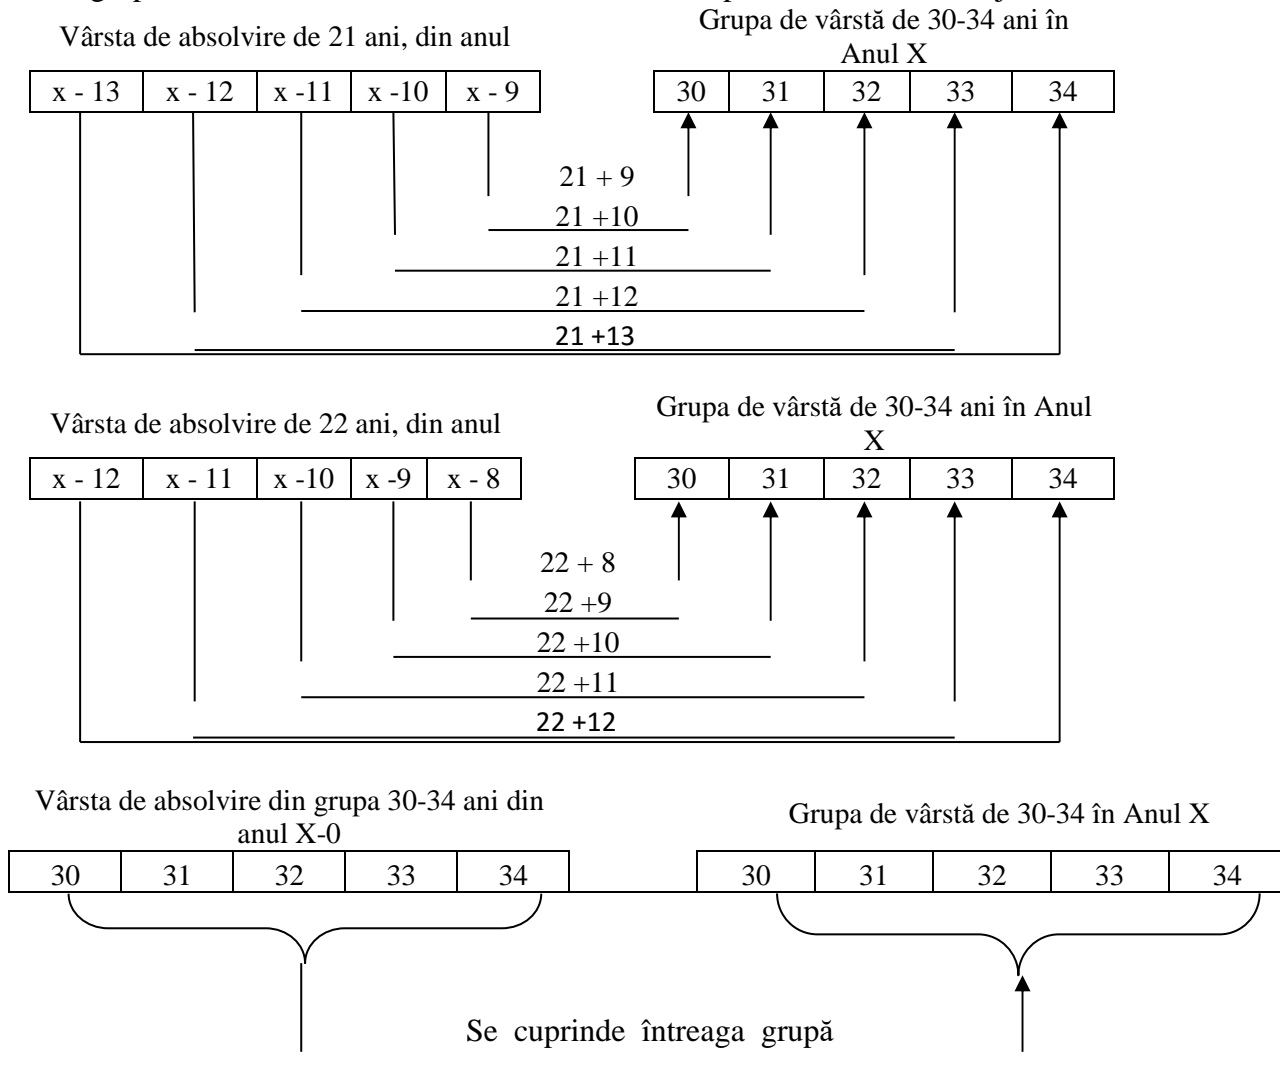 Vârsta de absolvire de 21 ani, din anul
Grupa de vârstă de 30-34 ani în
Anul X
x - 13 x - 12 x -11 x -10 x - 9
30 31 32 33 34
21 + 9
21 +10
21 +11
21 +12
21 +13
Vârsta de absolvire de 22 ani, din anul
Grupa de vârstă de 30-34 ani în Anul
X
x - 12 x - 11 x -10 x -9 x - 8
30 31 32 33 34
22 + 8
22 +9
22 +10
22 +11
22 +12
Vârsta de absolvire din grupa 30-34 ani din
anul X-0
Grupa de vârstă de 30-34 în Anul X
30 31 32 33 34
30 31 32 33 34
Se cuprinde întreaga grupă